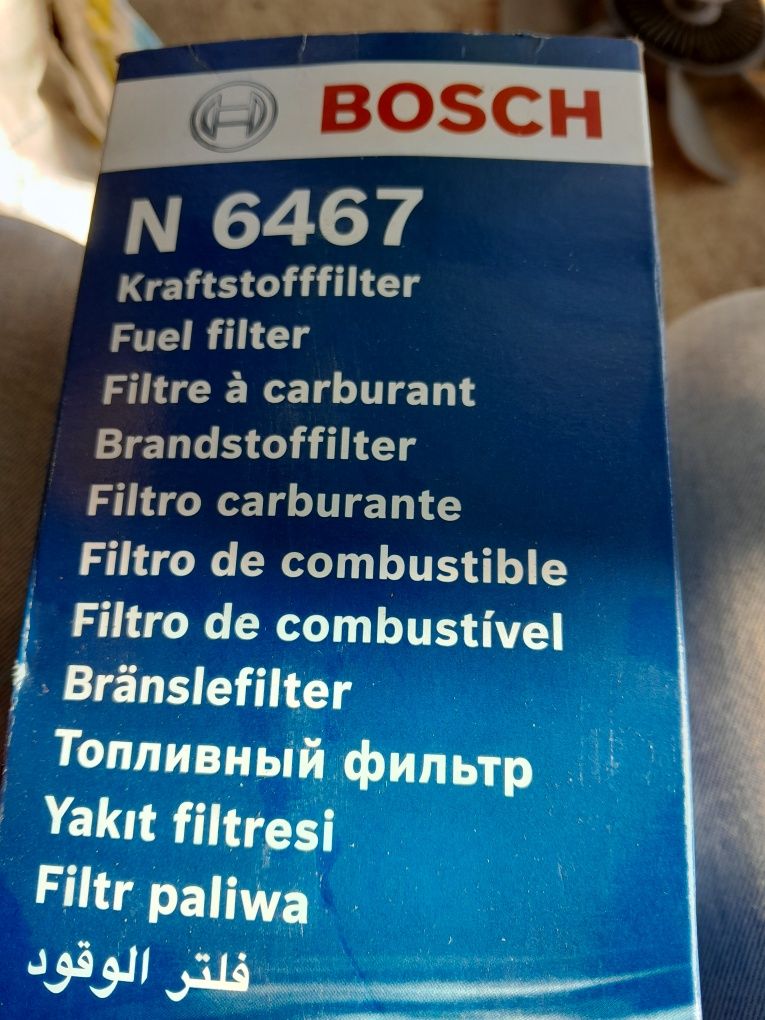 BOSCH
N 6467
Kraftstofffilter
Fuel filter
Filtre à carburant
Brandstoffilter
Filtro carburante
Filtro de combustible
Filtro de combustível
Bränslefilter
Топливный фильтр
Yakıt filtresi
Filtr paliwa
فلتر الوقود